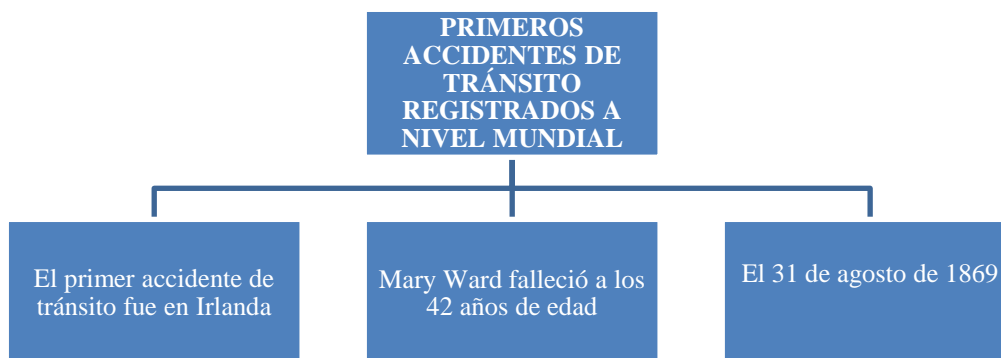 PRIMEROS
ACCIDENTES DE
TRÁNSITO
REGISTRADOS A
NIVEL MUNDIAL
El primer accidente de
tránsito fue en Irlanda
Mary Ward falleció a los
42 años de edad
El 31 de agosto de 1869